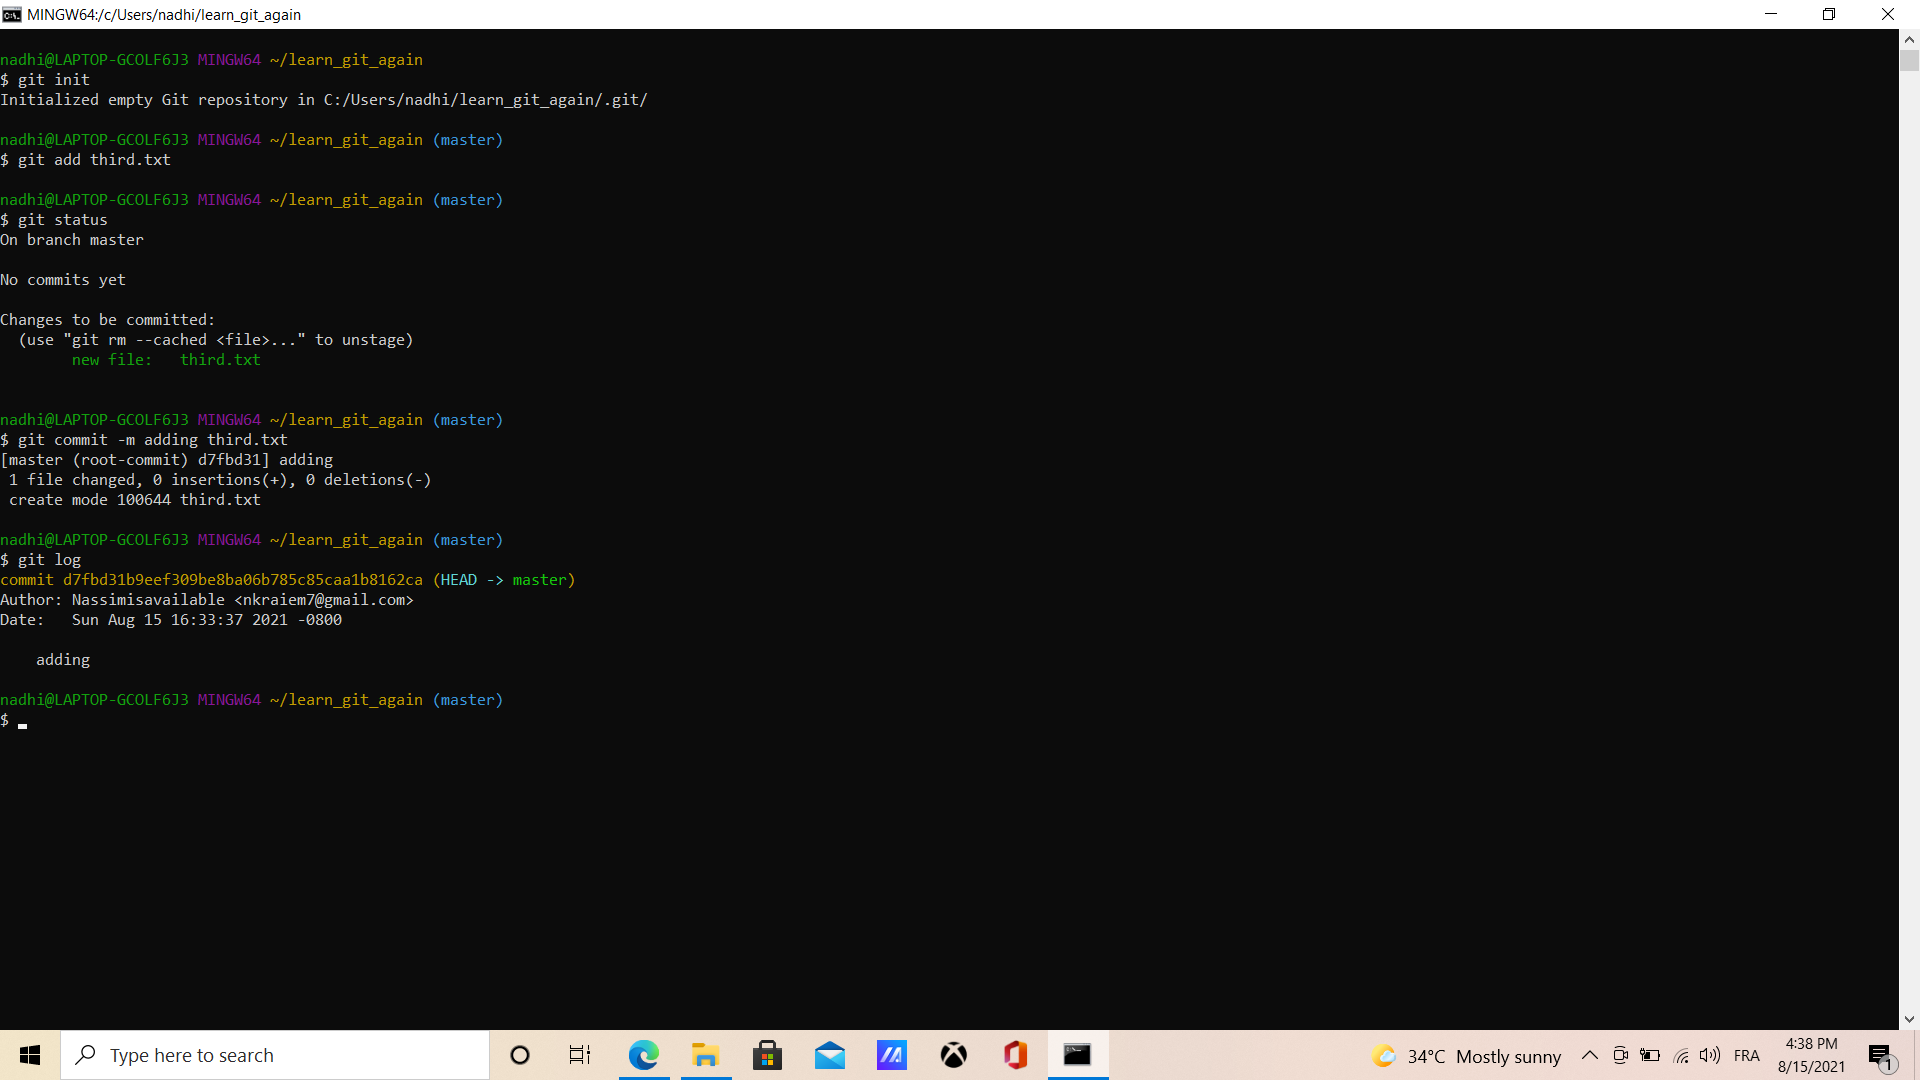 MINGW64:/c/Users/nadhi/learn_git_again
nadhi@LAPTOP-GCOLF6J3 MINGW64 ~/learn_git_again
$ git init
Initialized empty Git repository in C:/Users/nadhi/learn_git_again/.git/
nadhi@LAPTOP-GCOLF6J3 MINGW64 ~/learn_git_again (master)
$ git add third.txt
nadhi@LAPTOP-GCOLF6J3 MINGW64 ~/learn_git_again (master)
$ git status
On branch master
No commits yet
Changes to be committed:
  (use "git rm --cached <file>..." to unstage)
        new file:   third.txt
nadhi@LAPTOP-GCOLF6J3 MINGW64 ~/learn_git_again (master)
$ git commit -m adding third.txt
[master (root-commit) d7fbd31] adding
 1 file changed, 0 insertions(+), 0 deletions(-)
 create mode 100644 third.txt
nadhi@LAPTOP-GCOLF6J3 MINGW64 ~/learn_git_again (master)
$ git log
commit d7fbd31b9eef309be8ba06b785c85caa1b8162ca (HEAD -> master)
Author: Nassimisavailable <nkraiem7@gmail.com>
Date:   Sun Aug 15 16:33:37 2021 -0800
    adding
nadhi@LAPTOP-GCOLF6J3 MINGW64 ~/learn_git_again (master)
$
Type here to search
34°C Mostly sunny
FRA
4:38 PM
8/15/2021
1